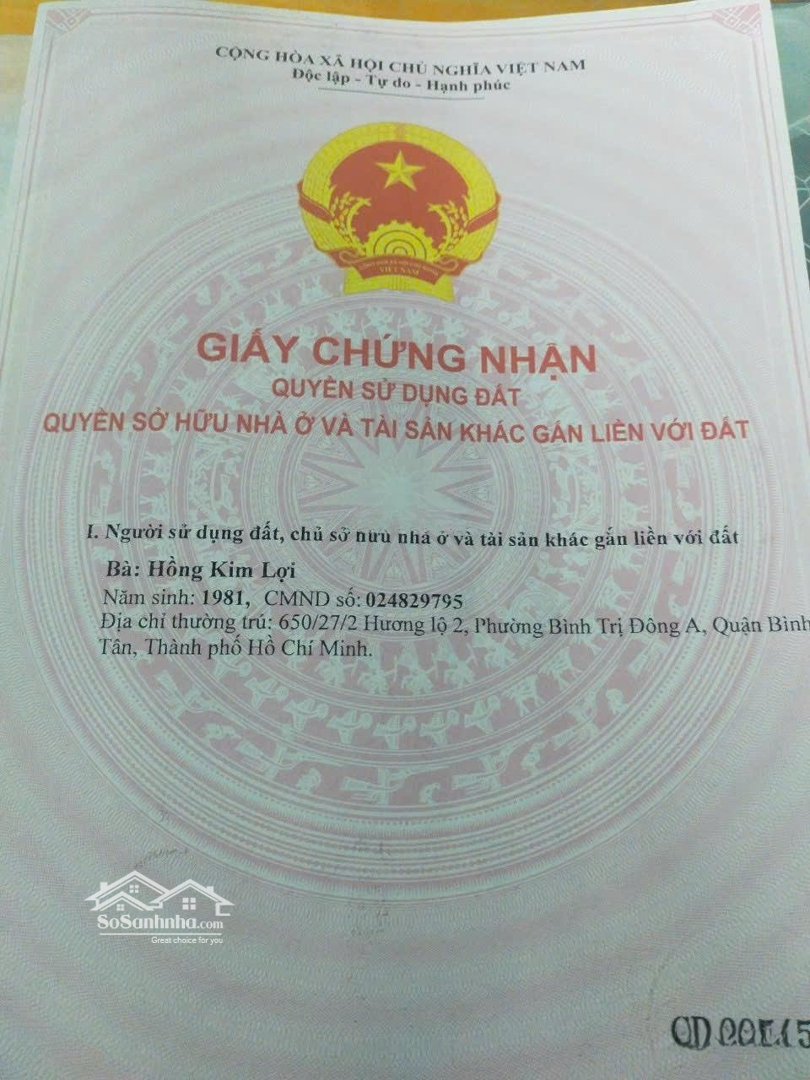 CỘNG HÒA XÃ HỘI CHỦ NGHĨA VIỆT NAM
Độc lập - Tự do - Hạnh phúc
VIỆT NAM
GIẤY CHỨNG NHẬN
QUYỀN SỬ DỤNG ĐẤT
QUYỀN SỞ HỮU NHÀ Ở VÀ TÀI SẢN KHÁC GẮN LIỀN VỚI ĐẤT
I. Người sử dụng đất, chủ sở hữu nhà ở và tài sản khác gắn liền với đất
Bà: Hồng Kim Lợi
Năm sinh: 1981, CMND số: 024829795
Địa chỉ thường trú: 650/27/2 Hương lộ 2, Phường Bình Trị Đông A, Quận Bình
Tân, Thành phố Hồ Chí Minh.
SoSanhnha.com
Great choice for you